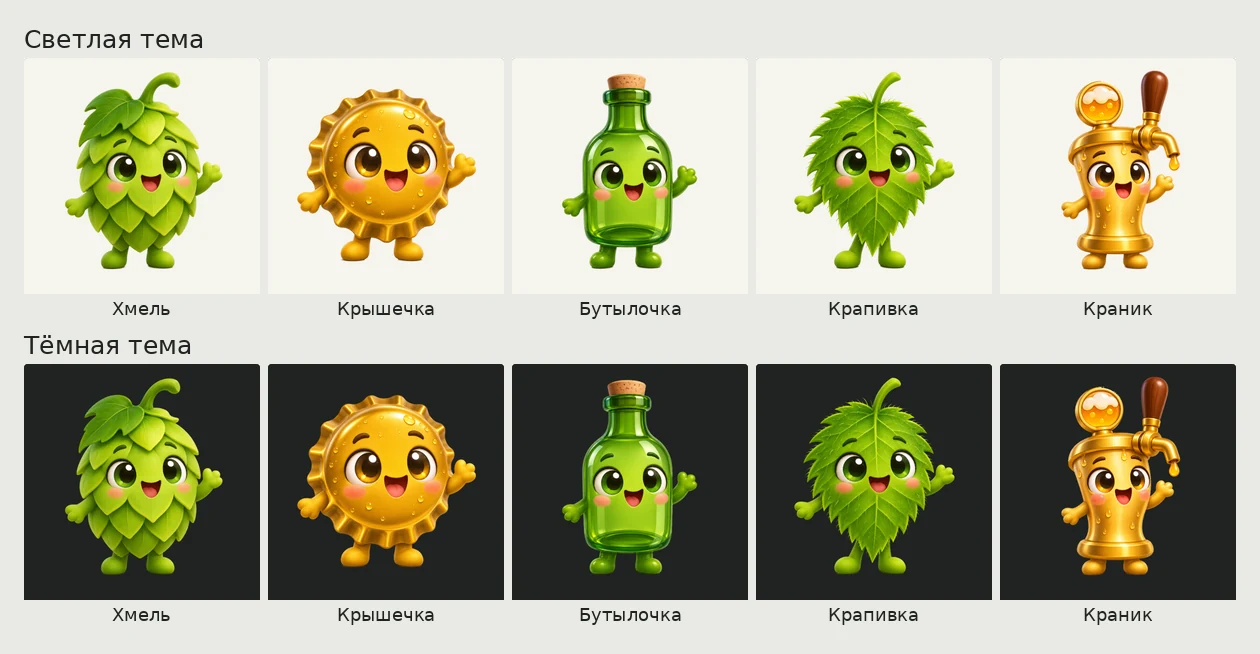 Светлая тема
Хмель Крышечка Бутылочка Крапивка Краник
Тёмная тема
Хмель Крышечка Бутылочка Крапивка Краник